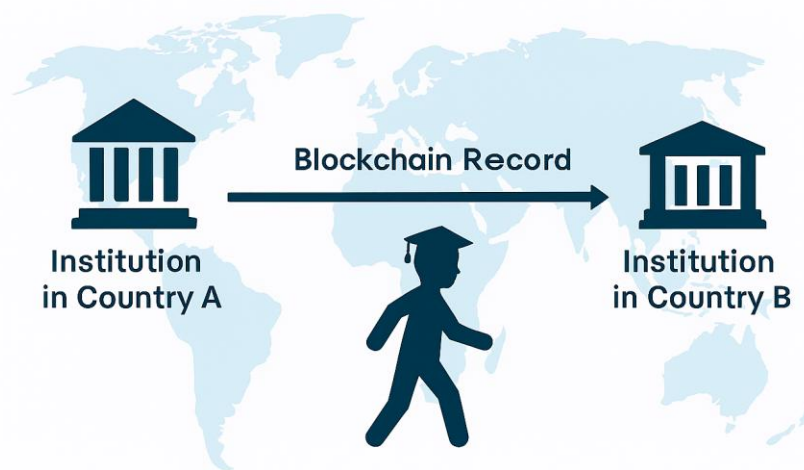 Blockchain Record
Institution
in Country A
Institution
in Country B